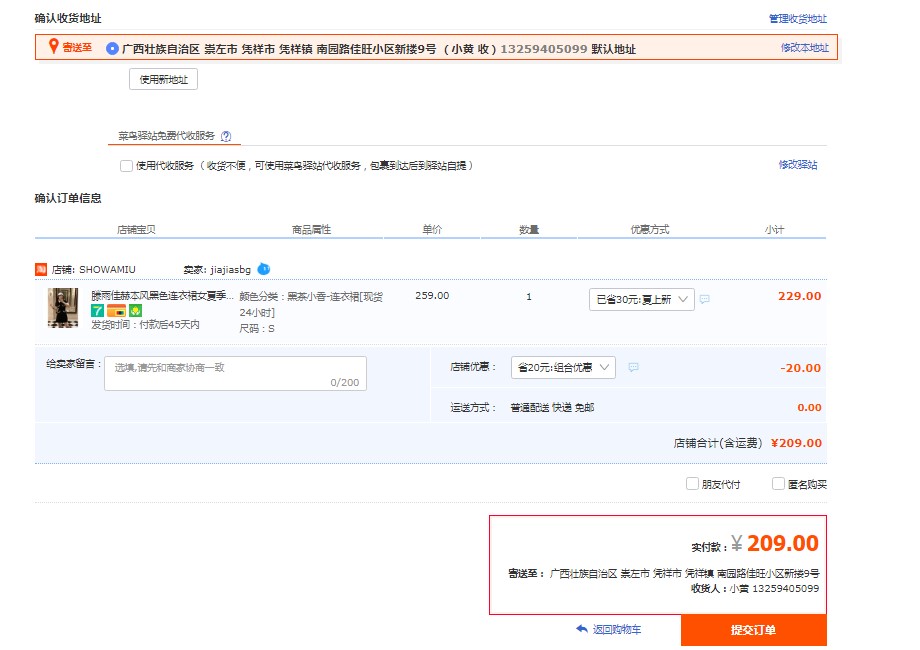 确认收货地址
管理收货地址
寄送至 广西壮族自治区 崇左市 凭祥市 凭祥镇 南园路佳旺小区新搂9号 （小黄 收）13259405099 默认地址 修改本地址
使用新地址
菜鸟驿站免费代收服务 ?
使用代收服务（ 收货不便，可使用菜鸟驿站代收服务，包裹到达后到驿站自提 ）
修改驿站
确认订单信息
店铺宝贝 商品属性 单价 数量 优惠方式 小计
淘 店铺: SHOWAMIU 卖家: jiajiasbg
滕雨佳赫本风黑色连衣裙女夏季... 颜色分类：黑茶小香-连衣裙[现货 259.00 1 已省30元:夏上新 229.00
7 24小时]
发货时间：付款后45天内 尺码：S
给卖家留言： 选填,请先和商家协商一致
0/200
店铺优惠： 省20元:组合优惠 -20.00
运送方式： 普通配送 快递 免邮 0.00
店铺合计(含运费) ¥209.00
朋友代付 匿名购买
实付款：¥ 209.00
寄送至： 广西壮族自治区 崇左市 凭祥市 凭祥镇 南园路佳旺小区新搂9号
收货人：小黄 13259405099
返回购物车 提交订单